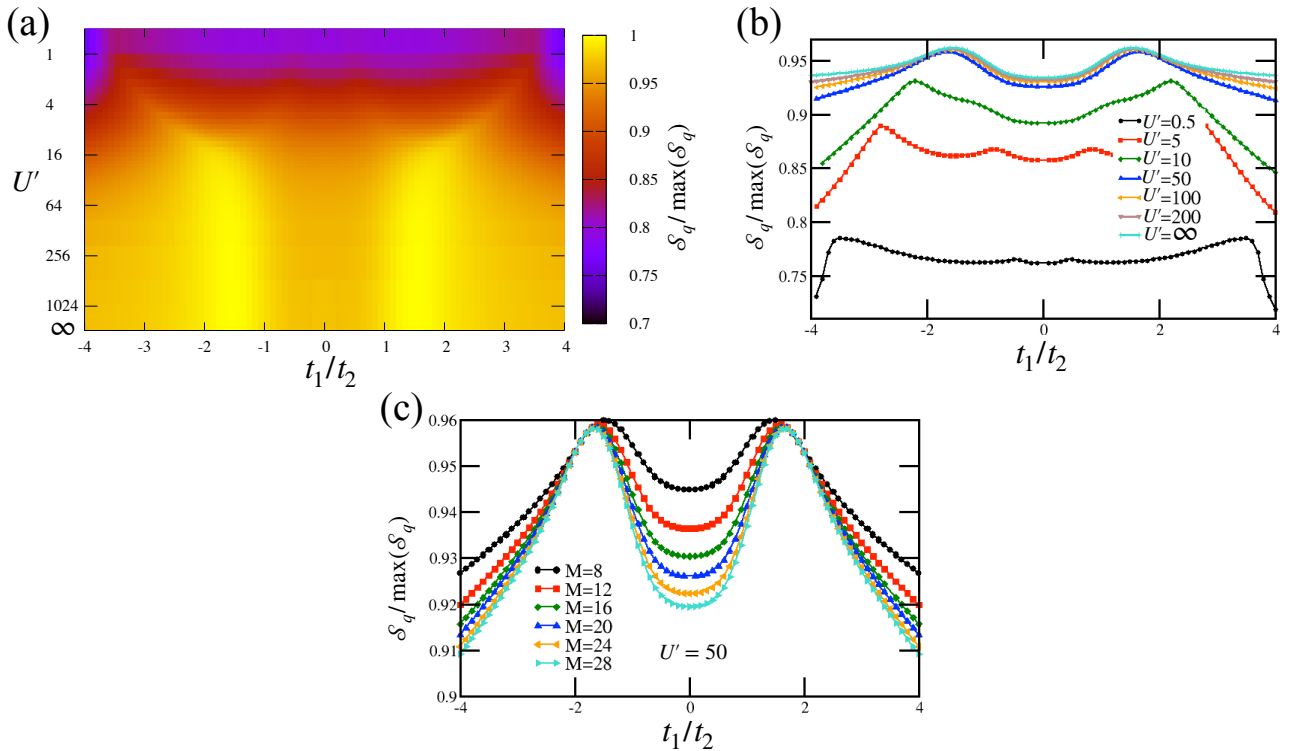 (a)
1
4
16
U′
64
256
1024
∞
-4 -3 -2 -1 0 1 2 3 4
t₁/t₂
1
0.95
0.9
0.85
0.8
0.75
0.7
𝒮q/max(𝒮q)
(b)
0.95
0.9
0.85
0.8
0.75
𝒮q/max(𝒮q)
U′=0.5
U′=5
U′=10
U′=50
U′=100
U′=200
U′=∞
-4 -2 0 2 4
t₁/t₂
(c)
0.96
0.95
0.94
0.93
0.92
0.91
0.9
𝒮q/max(𝒮q)
M=8
M=12
M=16
M=20
M=24
M=28
U′ = 50
-4 -2 0 2 4
t₁/t₂